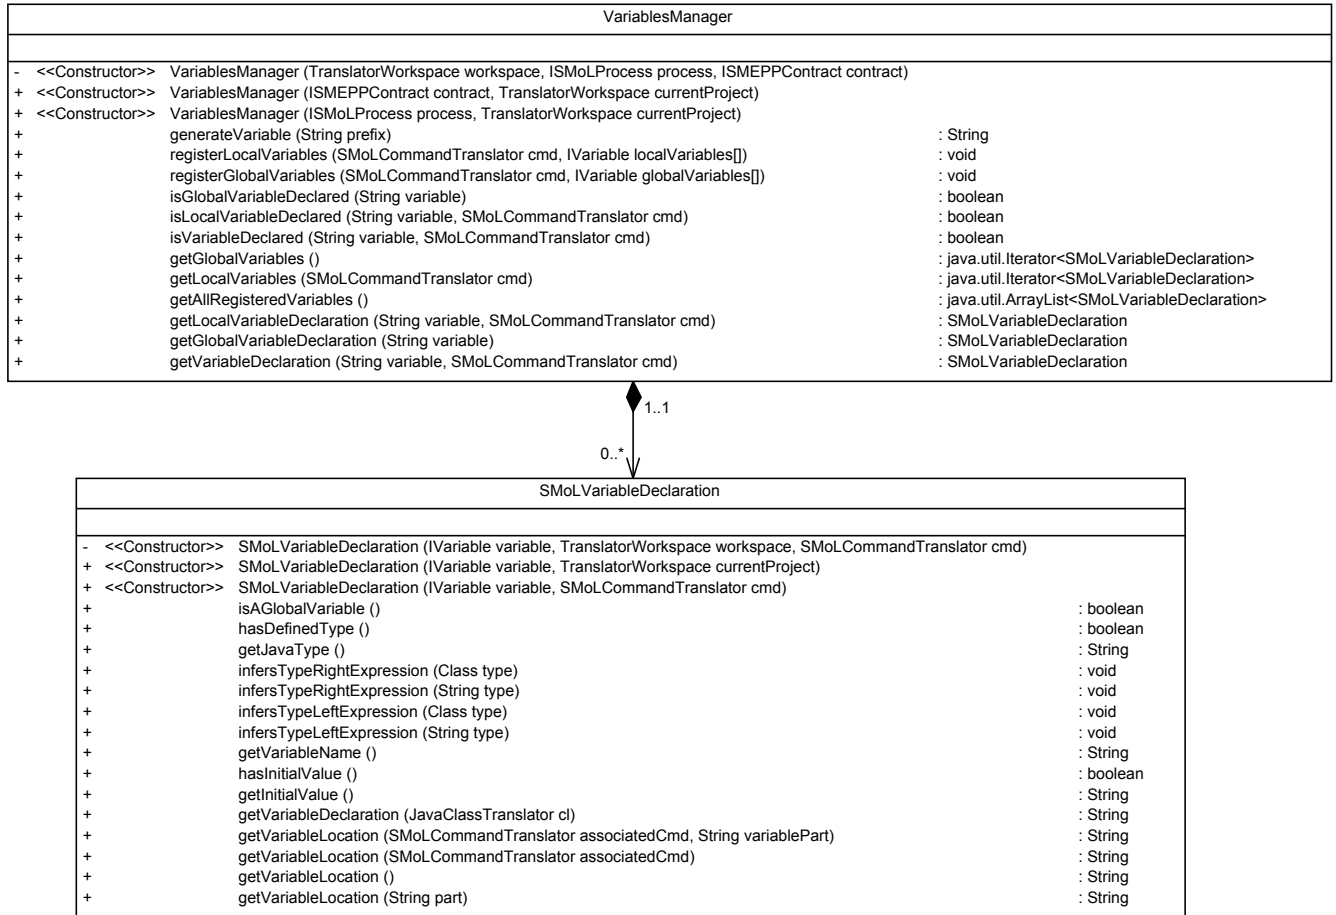 VariablesManager
- <<Constructor>> VariablesManager (TranslatorWorkspace workspace, ISMoLProcess process, ISMEPPContract contract)
+ <<Constructor>> VariablesManager (ISMEPPContract contract, TranslatorWorkspace currentProject)
+ <<Constructor>> VariablesManager (ISMoLProcess process, TranslatorWorkspace currentProject)
+ generateVariable (String prefix) : String
+ registerLocalVariables (SMoLCommandTranslator cmd, IVariable localVariables[]) : void
+ registerGlobalVariables (SMoLCommandTranslator cmd, IVariable globalVariables[]) : void
+ isGlobalVariableDeclared (String variable) : boolean
+ isLocalVariableDeclared (String variable, SMoLCommandTranslator cmd) : boolean
+ isVariableDeclared (String variable, SMoLCommandTranslator cmd) : boolean
+ getGlobalVariables () : java.util.Iterator<SMoLVariableDeclaration>
+ getLocalVariables (SMoLCommandTranslator cmd) : java.util.Iterator<SMoLVariableDeclaration>
+ getAllRegisteredVariables () : java.util.ArrayList<SMoLVariableDeclaration>
+ getLocalVariableDeclaration (String variable, SMoLCommandTranslator cmd) : SMoLVariableDeclaration
+ getGlobalVariableDeclaration (String variable) : SMoLVariableDeclaration
+ getVariableDeclaration (String variable, SMoLCommandTranslator cmd) : SMoLVariableDeclaration
1..1
0..*
SMoLVariableDeclaration
- <<Constructor>> SMoLVariableDeclaration (IVariable variable, TranslatorWorkspace workspace, SMoLCommandTranslator cmd)
+ <<Constructor>> SMoLVariableDeclaration (IVariable variable, TranslatorWorkspace currentProject)
+ <<Constructor>> SMoLVariableDeclaration (IVariable variable, SMoLCommandTranslator cmd)
+ isAGlobalVariable () : boolean
+ hasDefinedType () : boolean
+ getJavaType () : String
+ infersTypeRightExpression (Class type) : void
+ infersTypeRightExpression (String type) : void
+ infersTypeLeftExpression (Class type) : void
+ infersTypeLeftExpression (String type) : void
+ getVariableName () : String
+ hasInitialValue () : boolean
+ getInitialValue () : String
+ getVariableDeclaration (JavaClassTranslator cl) : String
+ getVariableLocation (SMoLCommandTranslator associatedCmd, String variablePart) : String
+ getVariableLocation (SMoLCommandTranslator associatedCmd) : String
+ getVariableLocation () : String
+ getVariableLocation (String part) : String